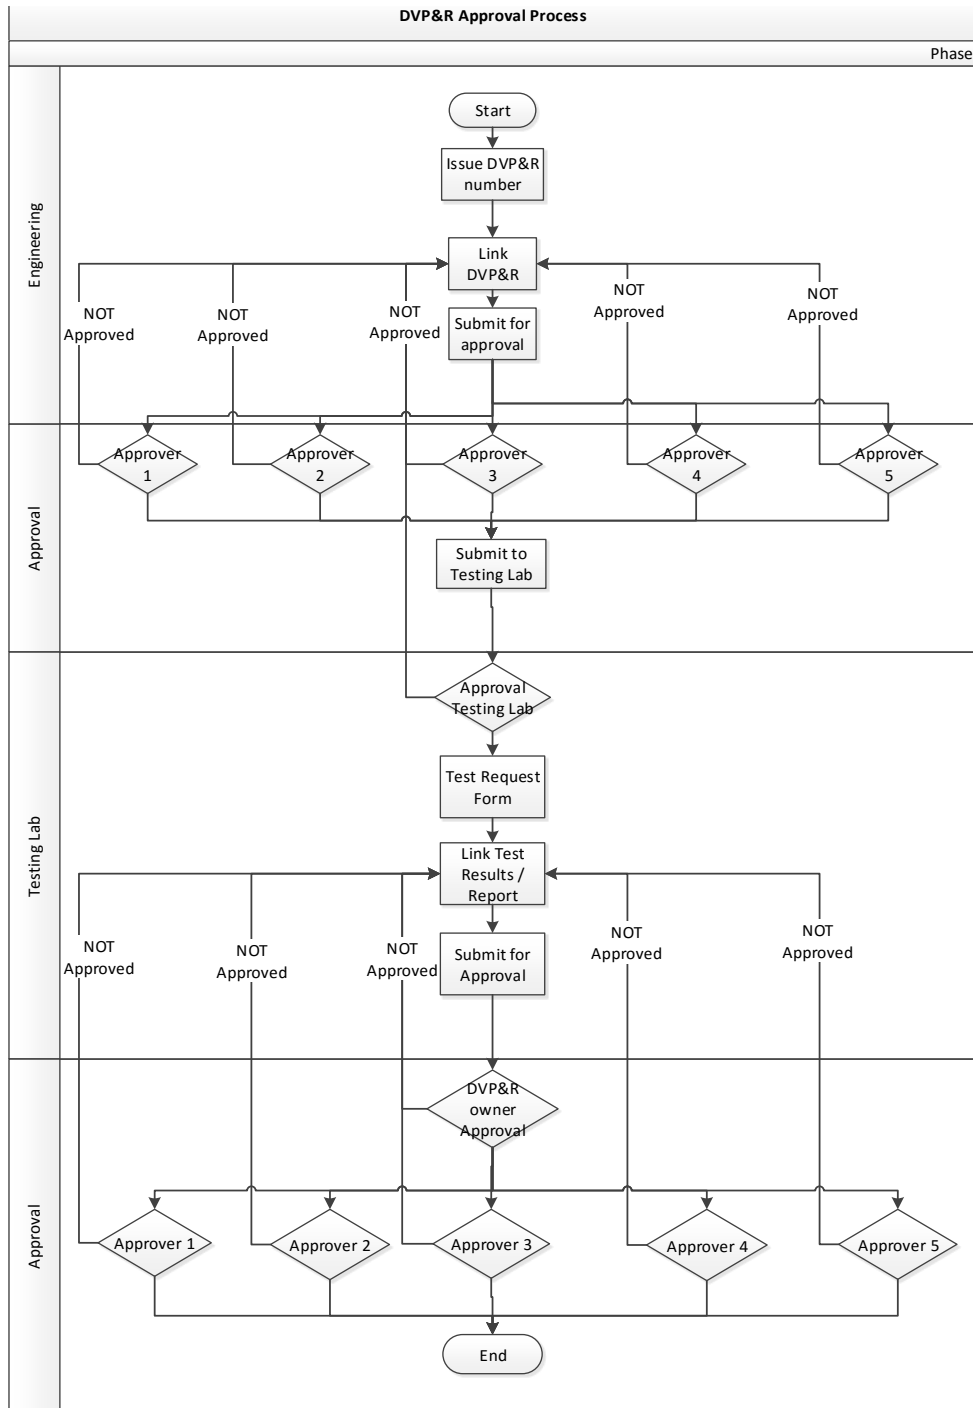 DVP&R Approval Process
Phase
Engineering
Start
Issue DVP&R
number
Link
DVP&R
NOT
Approved
NOT
Approved
NOT
Approved
NOT
Approved
NOT
Approved
Submit for
approval
Approval
Approver
1
Approver
2
Approver
3
Approver
4
Approver
5
Submit to
Testing Lab
Testing Lab
Approval
Testing Lab
Test Request
Form
Link Test
Results /
Report
NOT
Approved
NOT
Approved
NOT
Approved
NOT
Approved
NOT
Approved
Submit for
Approval
Approval
DVP&R
owner
Approval
Approver 1
Approver 2
Approver 3
Approver 4
Approver 5
End